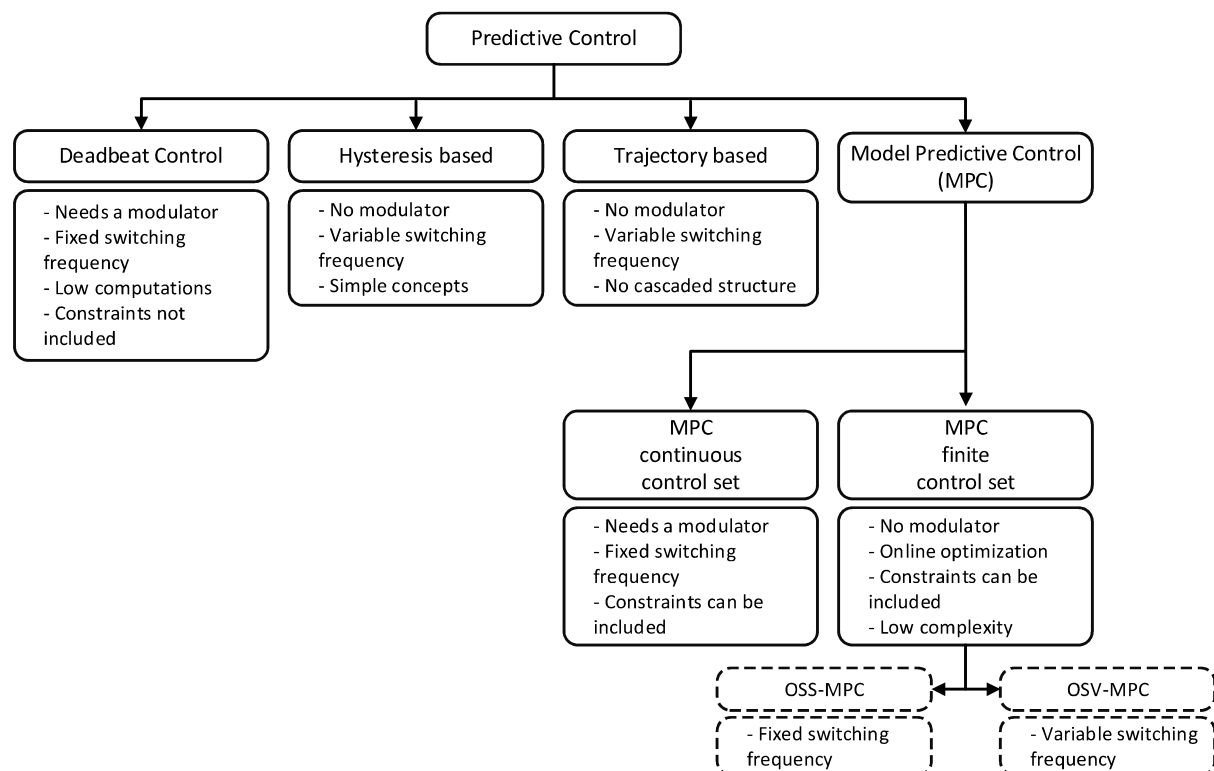 Predictive Control
Deadbeat Control
- Needs a modulator
- Fixed switching
frequency
- Low computations
- Constraints not
included
Hysteresis based
- No modulator
- Variable switching
frequency
- Simple concepts
Trajectory based
- No modulator
- Variable switching
frequency
- No cascaded structure
Model Predictive Control
(MPC)
MPC
continuous
control set
- Needs a modulator
- Fixed switching
frequency
- Constraints can be
included
MPC
finite
control set
- No modulator
- Online optimization
- Constraints can be
included
- Low complexity
OSS-MPC
- Fixed switching
frequency
OSV-MPC
- Variable switching
frequency